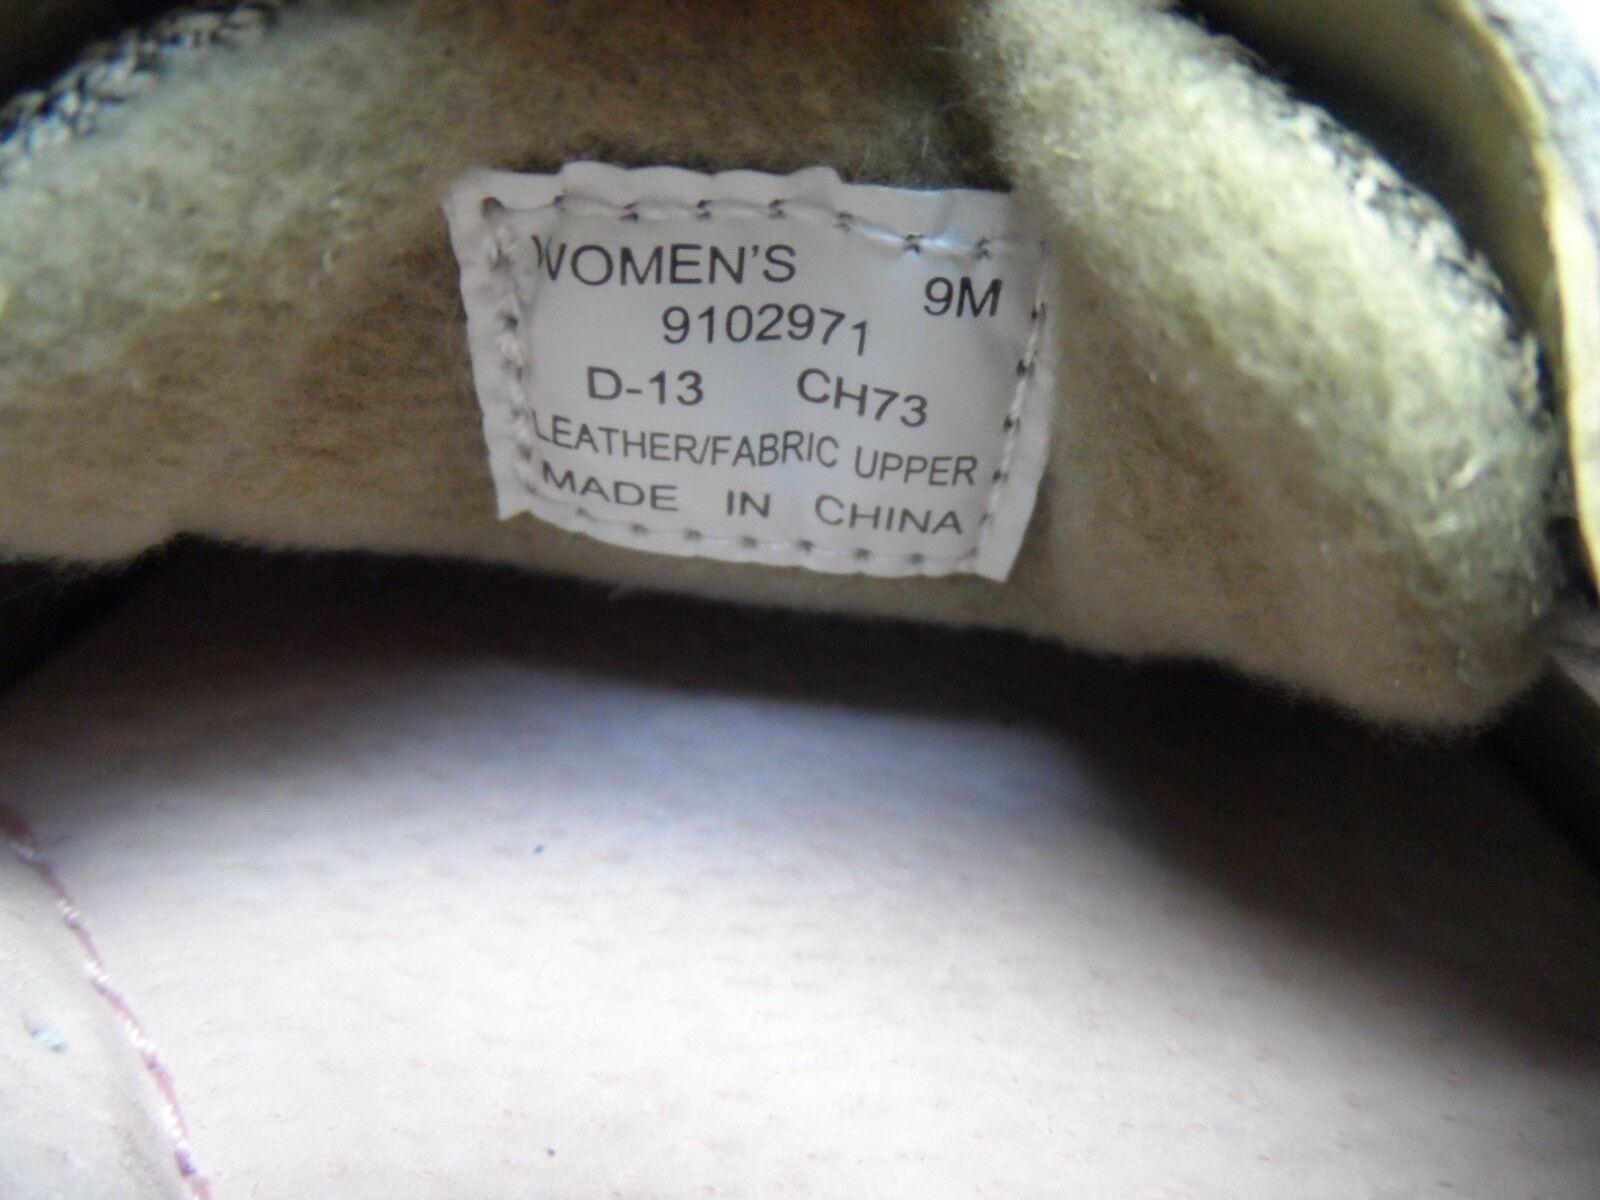 WOMEN'S 9M
9102971
D-13 CH73
LEATHER/FABRIC UPPER
MADE IN CHINA